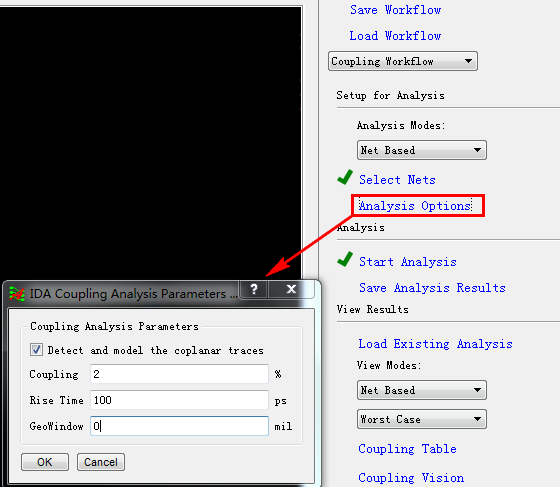 Save Workflow
Load Workflow
Coupling Workflow
Setup for Analysis
Analysis Modes:
Net Based
Select Nets
Analysis Options
Analysis
Start Analysis
Save Analysis Results
View Results
Load Existing Analysis
View Modes:
Net Based
Worst Case
Coupling Table
Coupling Vision
IDA Coupling Analysis Parameters ... ?
Coupling Analysis Parameters
Detect and model the coplanar traces
Coupling 2 %
Rise Time 100 ps
GeoWindow 0 mil
OK Cancel